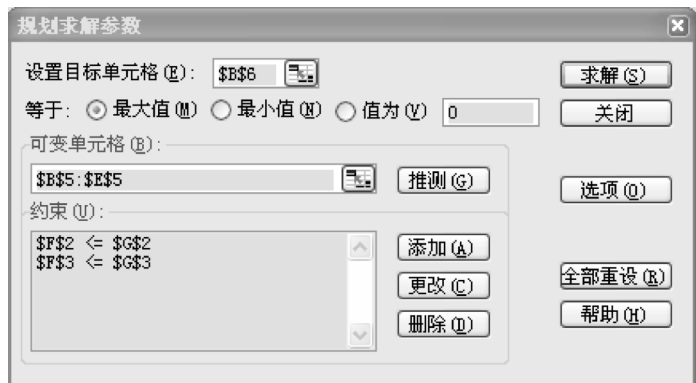 规划求解参数
设置目标单元格(E): $B$6 求解(S)
等于: 最大值(M) 最小值(N) 值为(V) 0 关闭
可变单元格(B):
$B$5:$E$5 推测(G) 选项(O)
约束(U):
$F$2 <= $G$2 添加(A)
$F$3 <= $G$3
更改(C) 全部重设(R)
删除(D) 帮助(H)